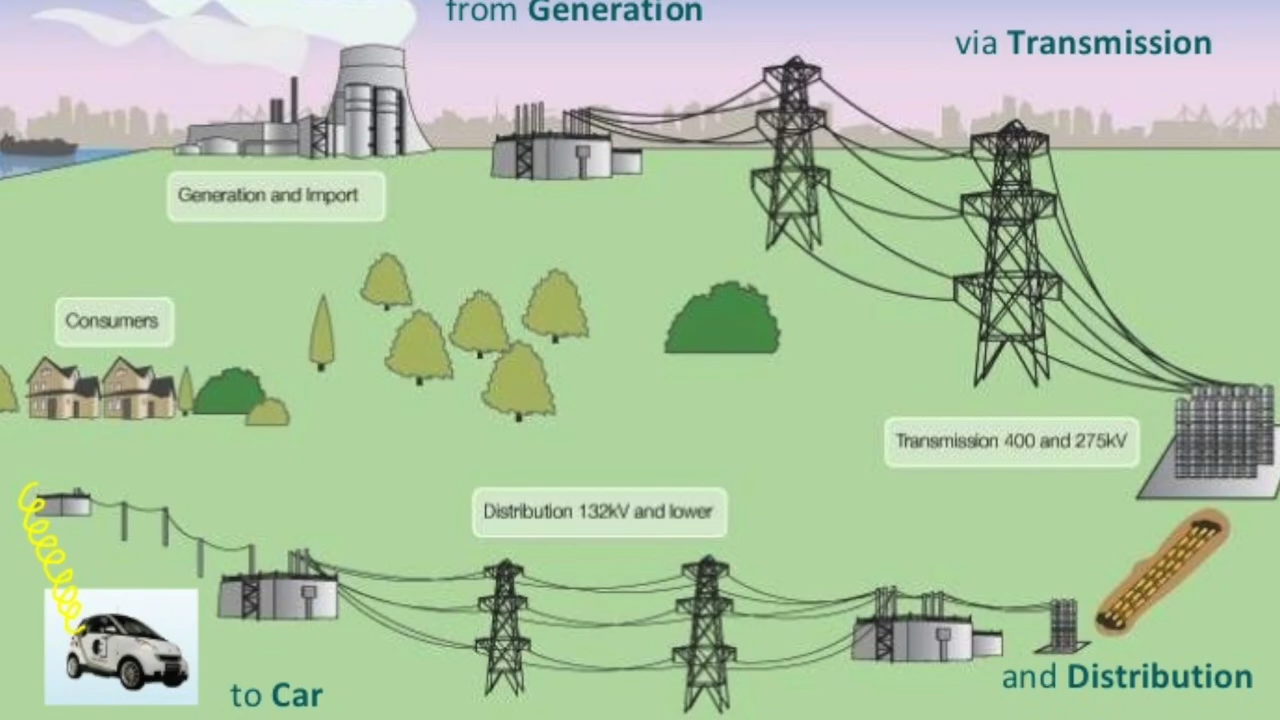 from Generation
via Transmission
Generation and Import
Consumers
Transmission 400 and 275kV
Distribution 132kV and lower
and Distribution
to Car